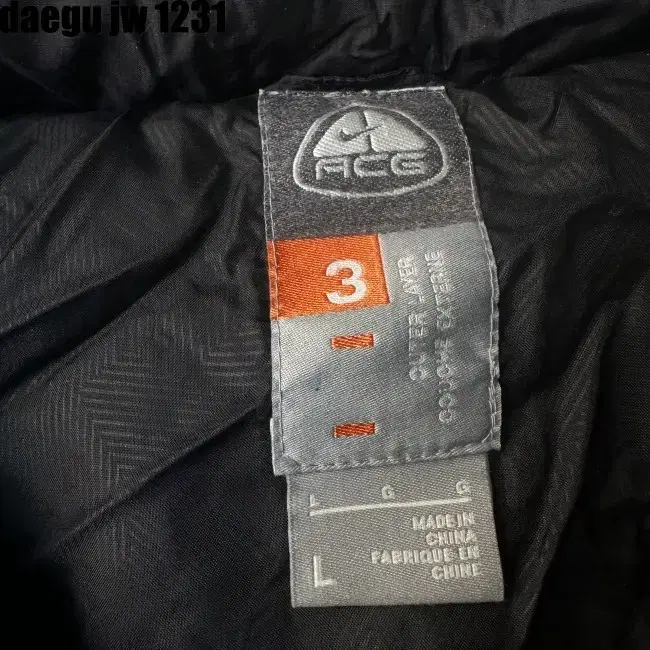 daegu jw 1231
ACG
3
OUTER LAYER
COUCHE EXTERNE
L G G
L
MADE IN
CHINA
FABRIQUE EN
CHINE